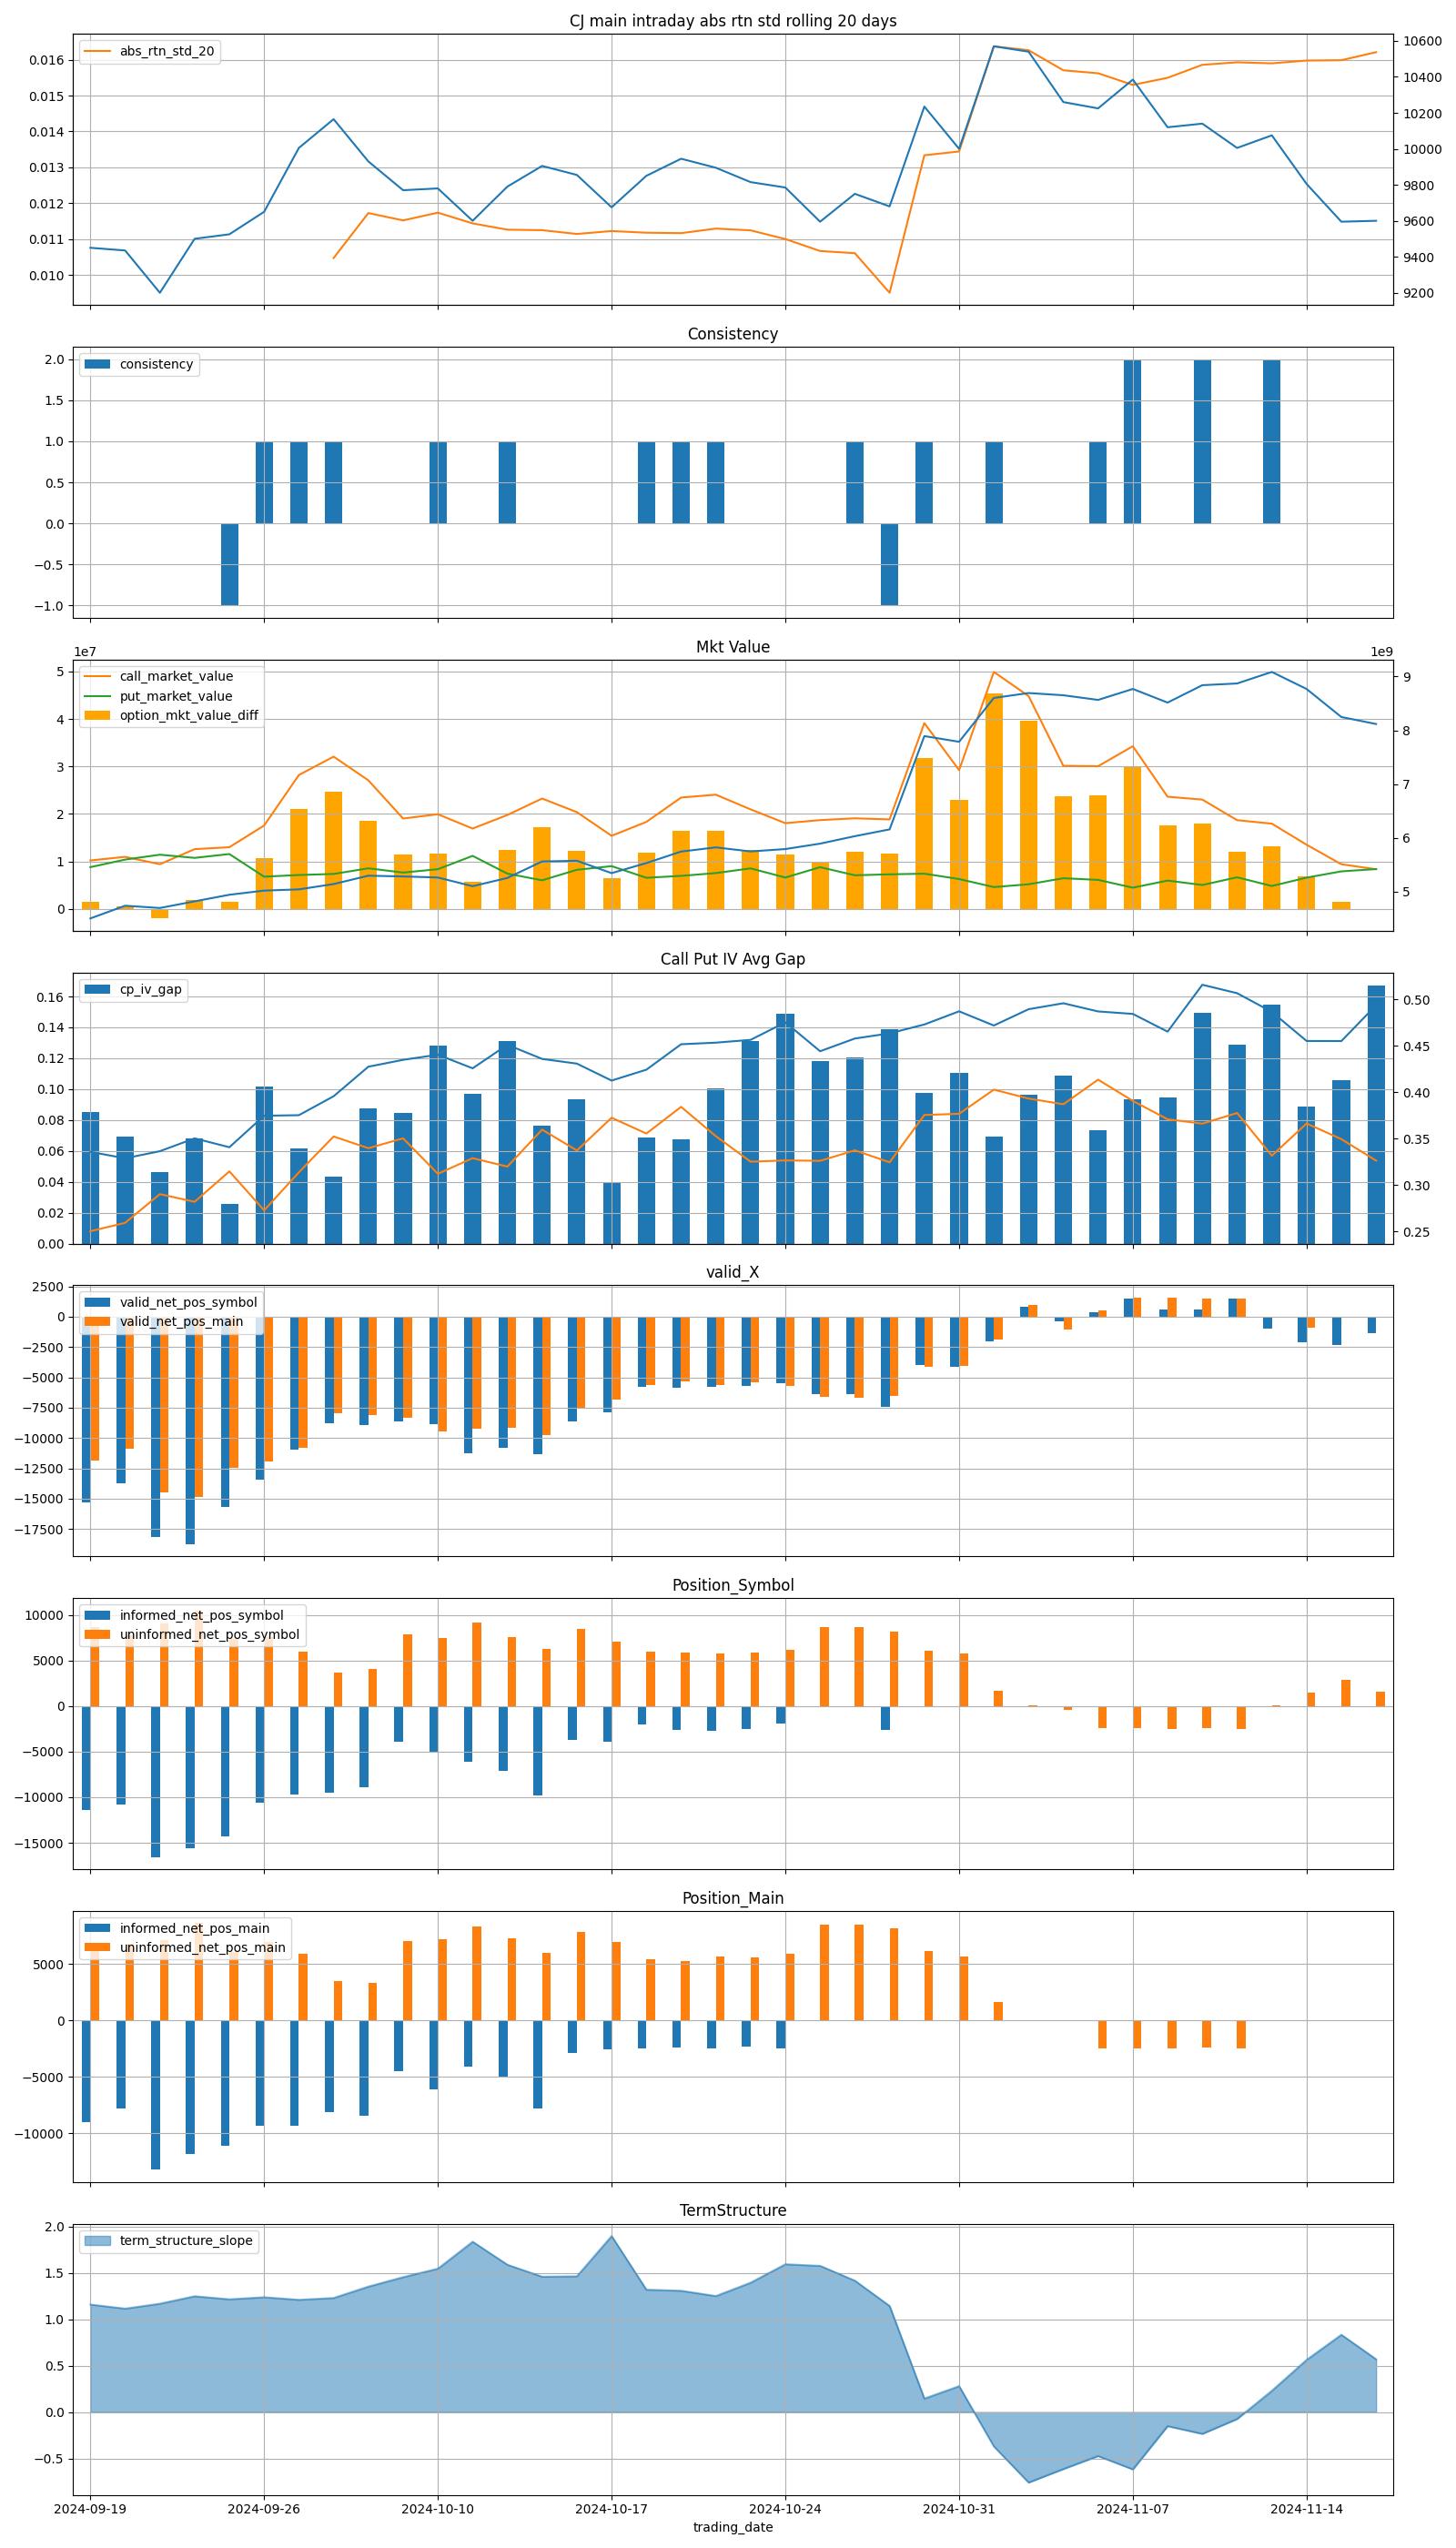 CJ main intraday abs rtn std rolling 20 days
abs_rtn_std_20
0.016
0.015
0.014
0.013
0.012
0.011
0.010
10600
10400
10200
10000
9800
9600
9400
9200
Consistency
consistency
2.0
1.5
1.0
0.5
0.0
−0.5
−1.0
Mkt Value
1e7
1e9
call_market_value
put_market_value
option_mkt_value_diff
5
4
3
2
1
0
9
8
7
6
5
Call Put IV Avg Gap
cp_iv_gap
0.16
0.14
0.12
0.10
0.08
0.06
0.04
0.02
0.00
0.50
0.45
0.40
0.35
0.30
0.25
valid_X
valid_net_pos_symbol
valid_net_pos_main
2500
0
−2500
−5000
−7500
−10000
−12500
−15000
−17500
Position_Symbol
informed_net_pos_symbol
uninformed_net_pos_symbol
10000
5000
0
−5000
−10000
−15000
Position_Main
informed_net_pos_main
uninformed_net_pos_main
5000
0
−5000
−10000
TermStructure
term_structure_slope
2.0
1.5
1.0
0.5
0.0
−0.5
2024-09-19 2024-09-26 2024-10-10 2024-10-17 2024-10-24 2024-10-31 2024-11-07 2024-11-14
trading_date